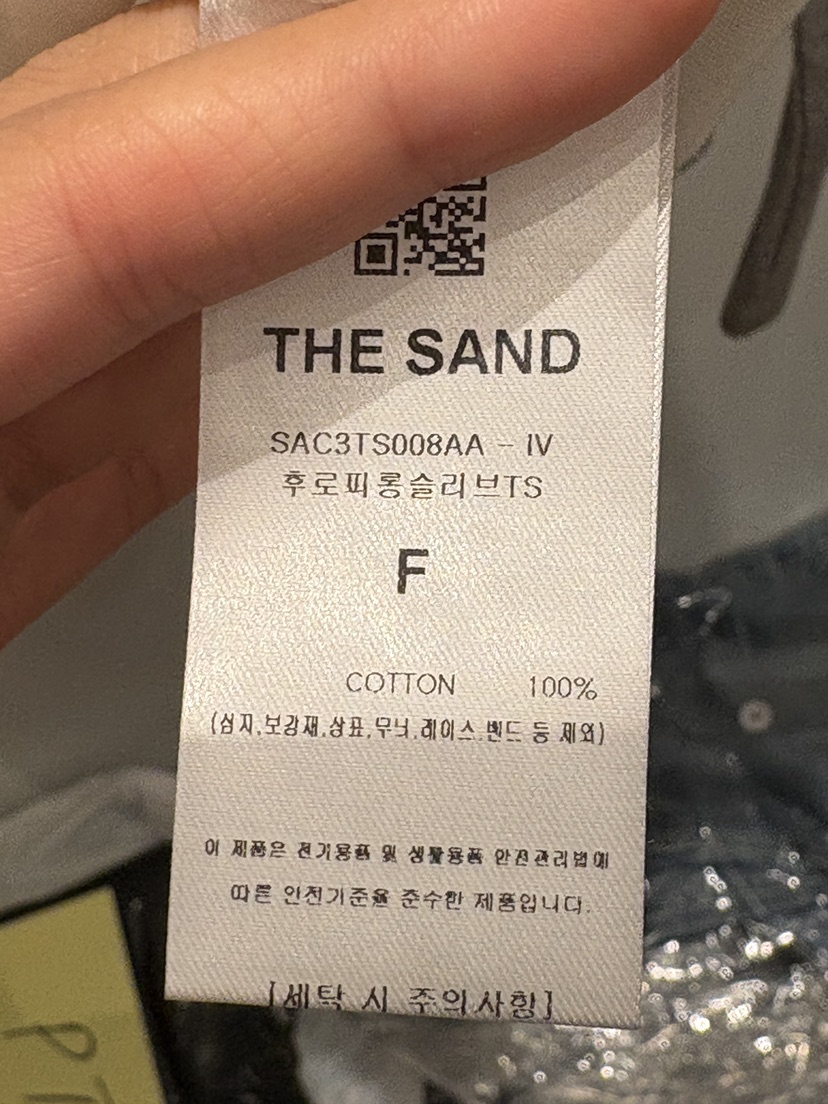 THE SAND
SAC3TS008AA - IV
후로피롱슬리브TS
F
COTTON 100%
(심지,보강재,상표,무늬,레이스,밴드 등 제외)
이 제품은 전기용품 및 생활용품 안전관리법에
따른 안전기준을 준수한 제품입니다.
[세탁 시 주의사항]
PT